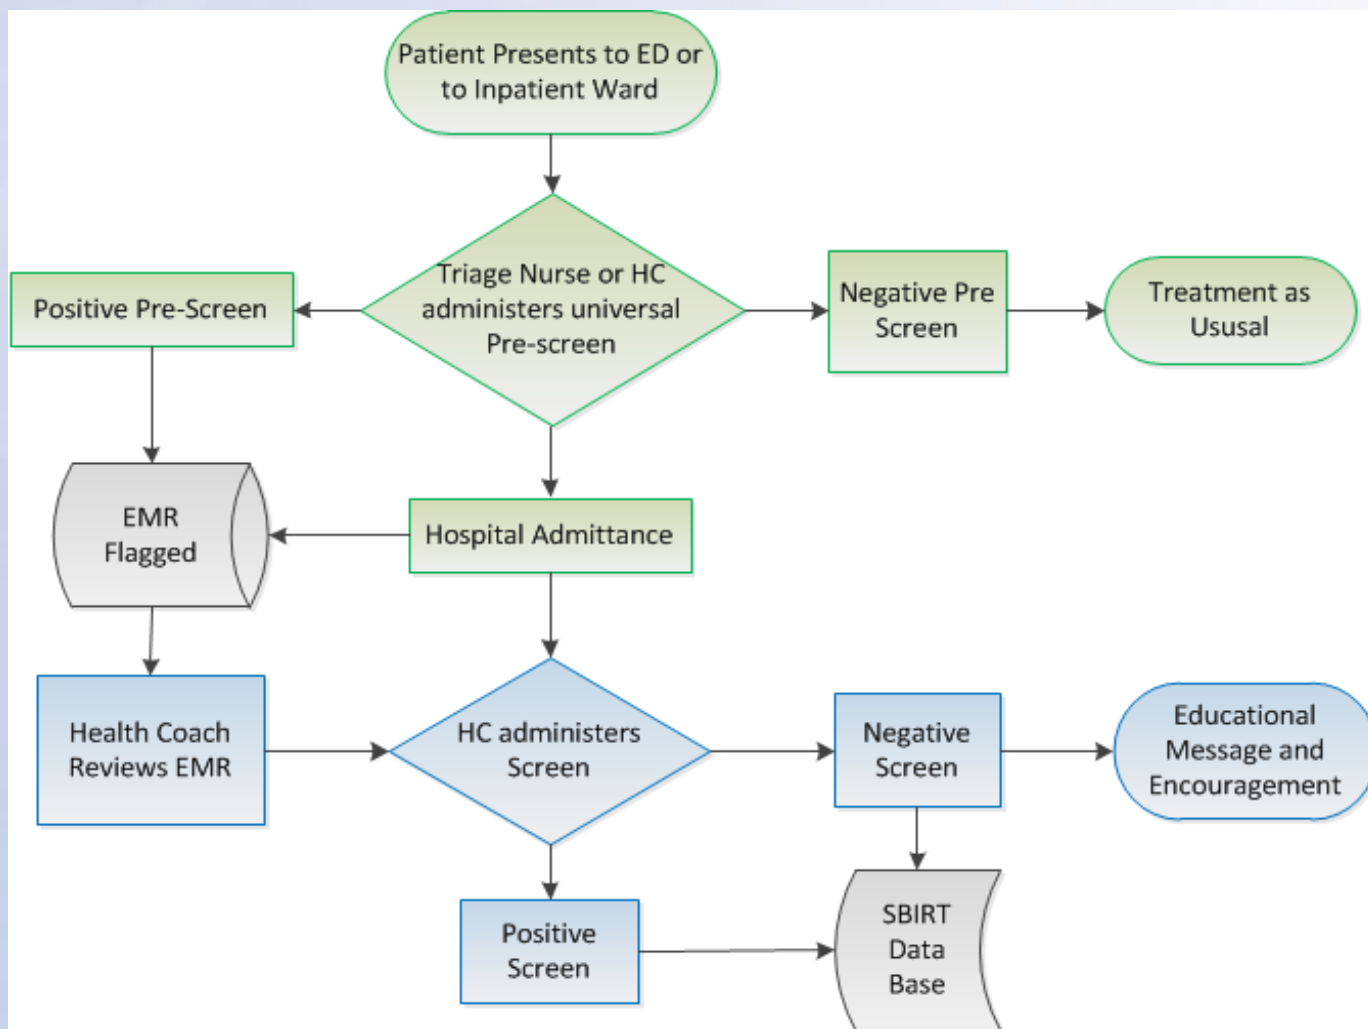 Patient Presents to ED or
to Inpatient Ward
Triage Nurse or HC
administers universal
Pre-screen
Positive Pre-Screen
Negative Pre
Screen
Treatment as
Ususal
EMR
Flagged
Hospital Admittance
Health Coach
Reviews EMR
HC administers
Screen
Negative
Screen
Educational
Message and
Encouragement
Positive
Screen
SBIRT
Data
Base